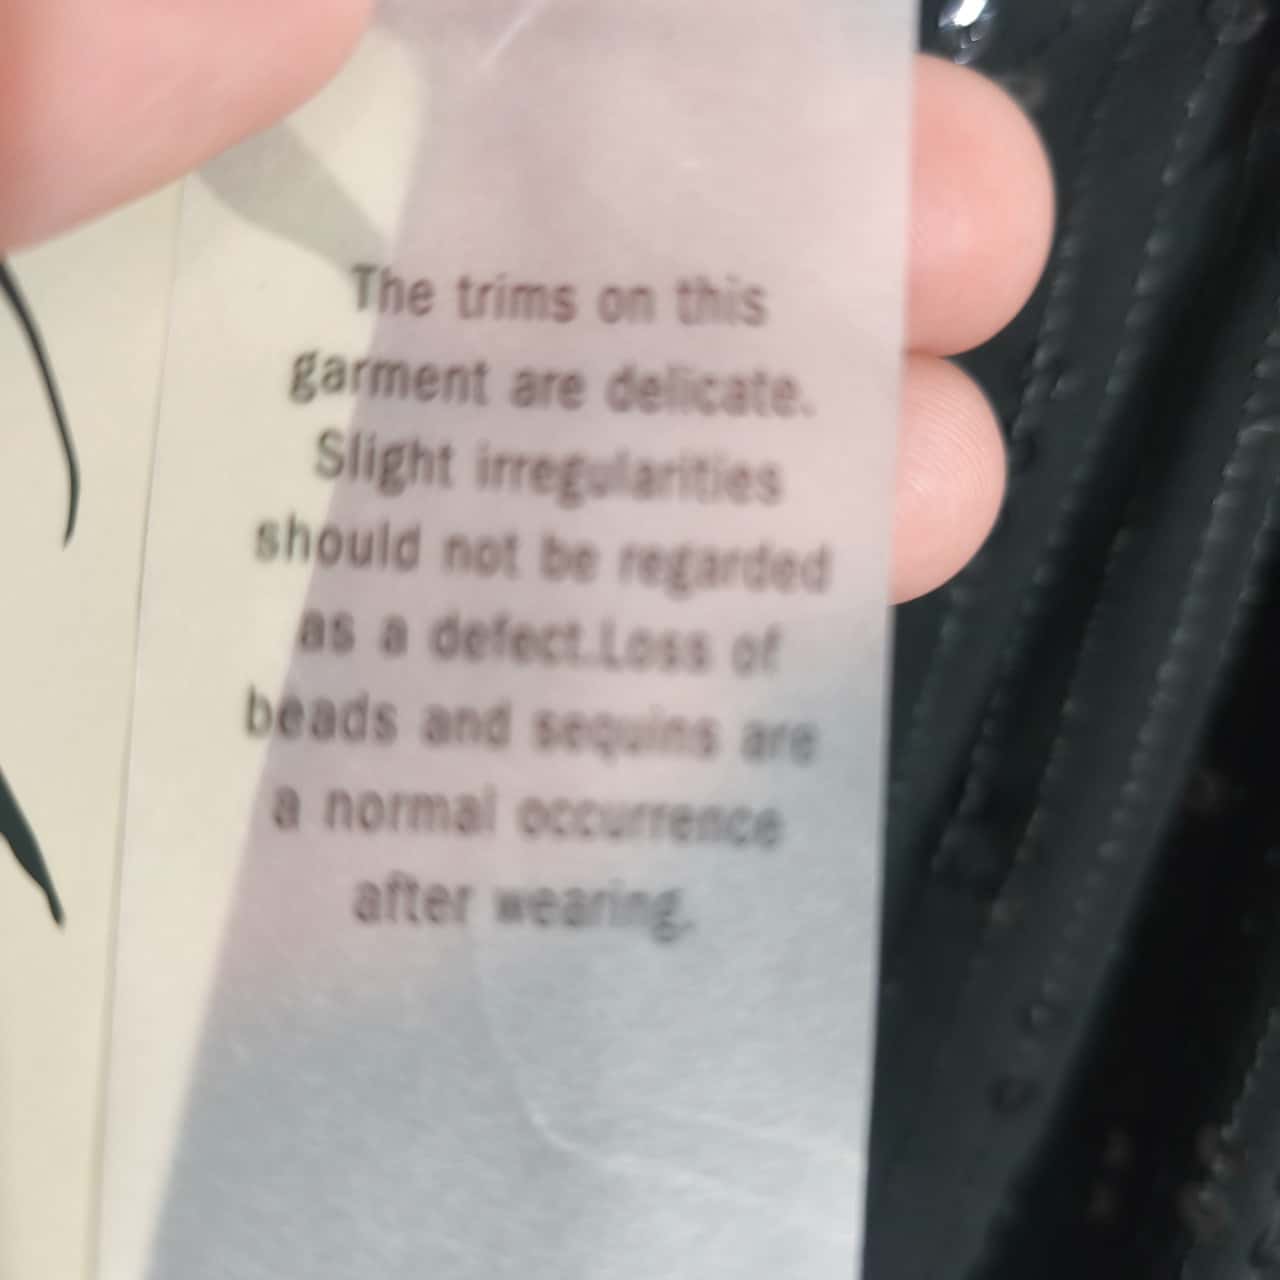 The trims on this
garment are delicate.
Slight irregularities
should not be regarded
as a defect.Loss of
beads and sequins are
a normal occurrence
after wearing.